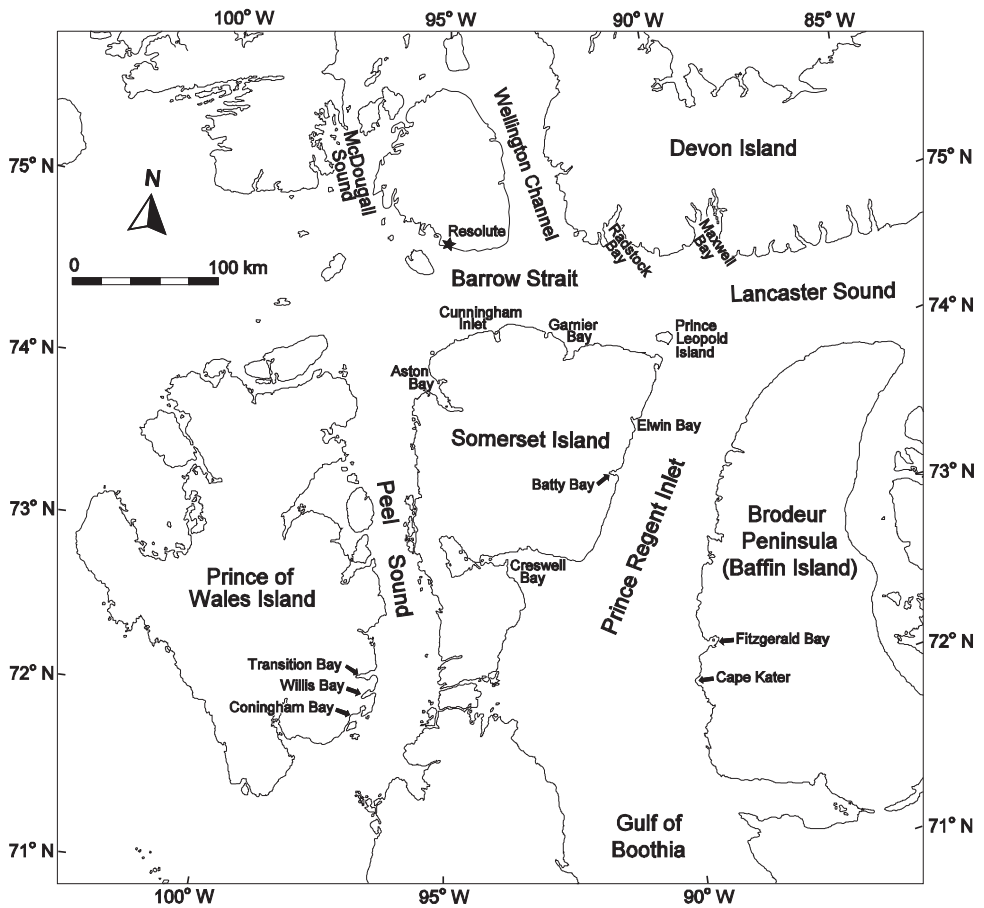 100° W
95° W
90° W
85° W
75° N
75° N
Wellington Channel
McDougall
Sound
Devon Island
N
Resolute
Radstock
Bay
Maxwell
Bay
0
100 km
Barrow Strait
Lancaster Sound
74° N
74° N
Cunningham
Inlet
Garnier
Bay
Prince
Leopold
Island
Aston
Bay
Somerset Island
Elwin Bay
Batty Bay
73° N
73° N
Peel Sound
Prince Regent Inlet
Brodeur
Peninsula
(Baffin Island)
Creswell
Bay
Prince of
Wales Island
Fitzgerald Bay
72° N
72° N
Transition Bay
Willis Bay
Coningham Bay
Cape Kater
Gulf of
Boothia
71° N
71° N
100° W
95° W
90° W